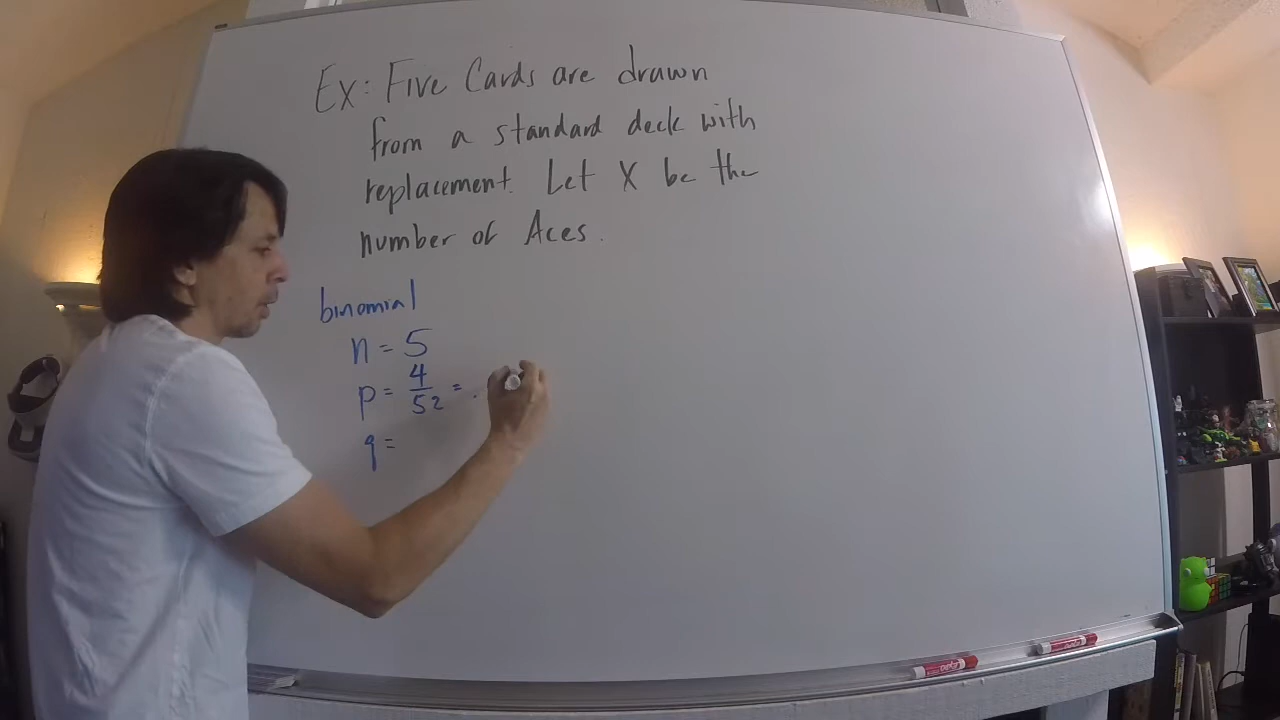 Ex: Five Cards are drawn
from a standard deck with
replacement. Let X be the
number of Aces.
binomial
n = 5
p = 4/52 = .
q =